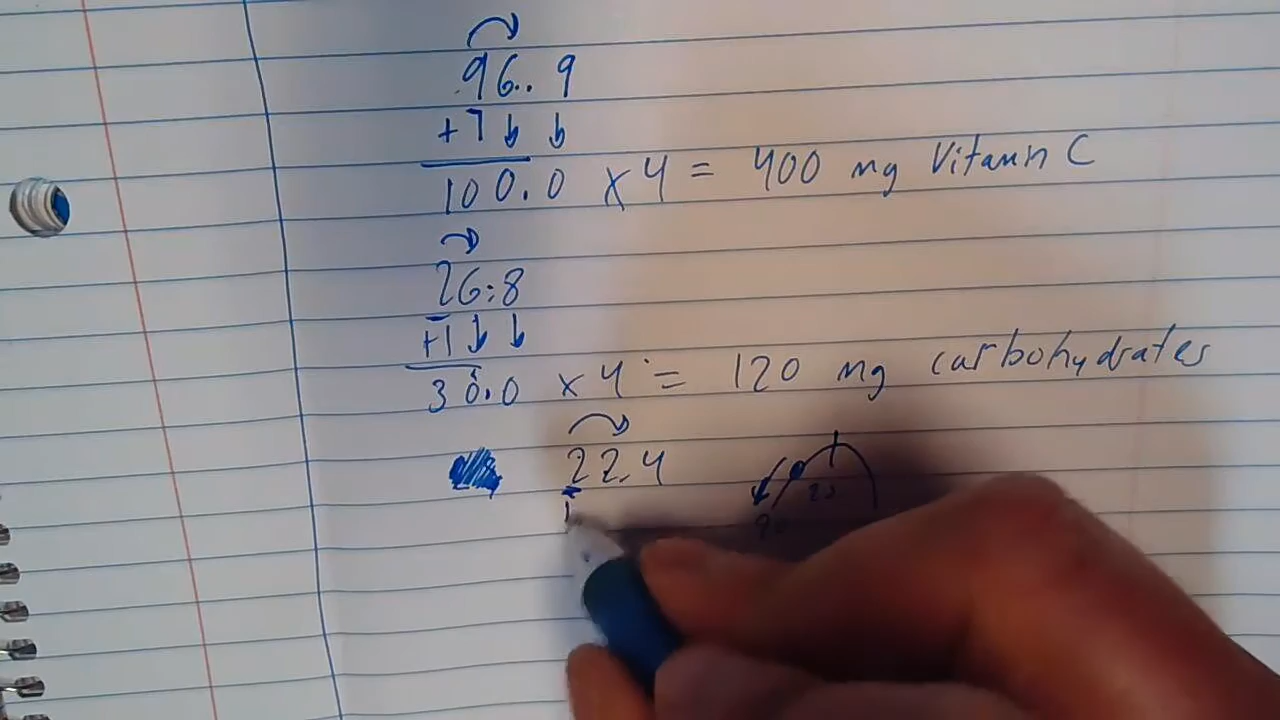 96.. 9
+1 ↓ ↓
100.0 x 4 = 400 mg Vitamin C
26.8
+1 ↓ ↓
30.0 x 4 = 120 mg carbohydrates
22.4